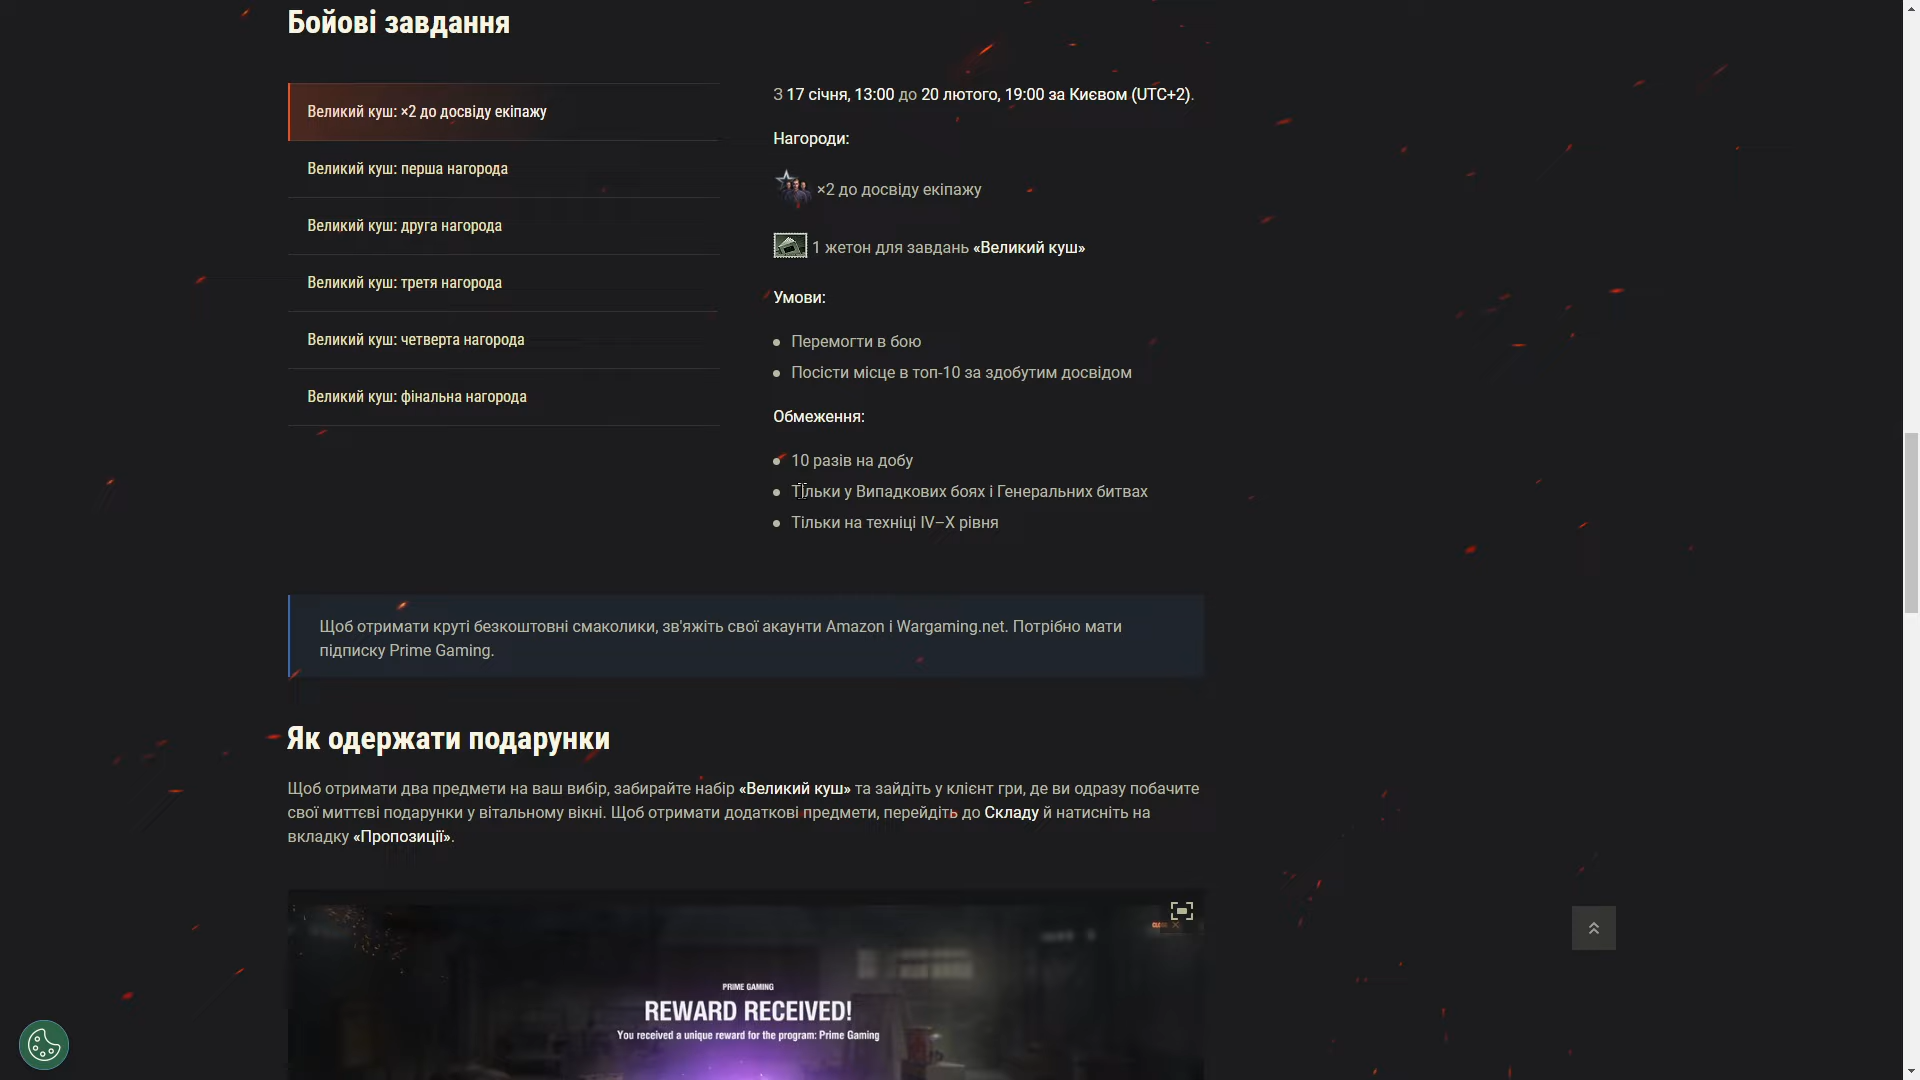 Бойові завдання
Великий куш: ×2 до досвіду екіпажу
Великий куш: перша нагорода
Великий куш: друга нагорода
Великий куш: третя нагорода
Великий куш: четверта нагорода
Великий куш: фінальна нагорода
З 17 січня, 13:00 до 20 лютого, 19:00 за Києвом (UTC+2).
Нагороди:
×2 до досвіду екіпажу
1 жетон для завдань «Великий куш»
Умови:
Перемогти в бою
Посісти місце в топ-10 за здобутим досвідом
Обмеження:
10 разів на добу
Тільки у Випадкових боях і Генеральних битвах
Тільки на техніці IV–X рівня
Щоб отримати круті безкоштовні смаколики, зв'яжіть свої акаунти Amazon і Wargaming.net. Потрібно мати
підписку Prime Gaming.
Як одержати подарунки
Щоб отримати два предмети на ваш вибір, забирайте набір «Великий куш» та зайдіть у клієнт гри, де ви одразу побачите
свої миттєві подарунки у вітальному вікні. Щоб отримати додаткові предмети, перейдіть до Складу й натисніть на
вкладку «Пропозиції».
PRIME GAMING
REWARD RECEIVED!
You received a unique reward for the program: Prime Gaming